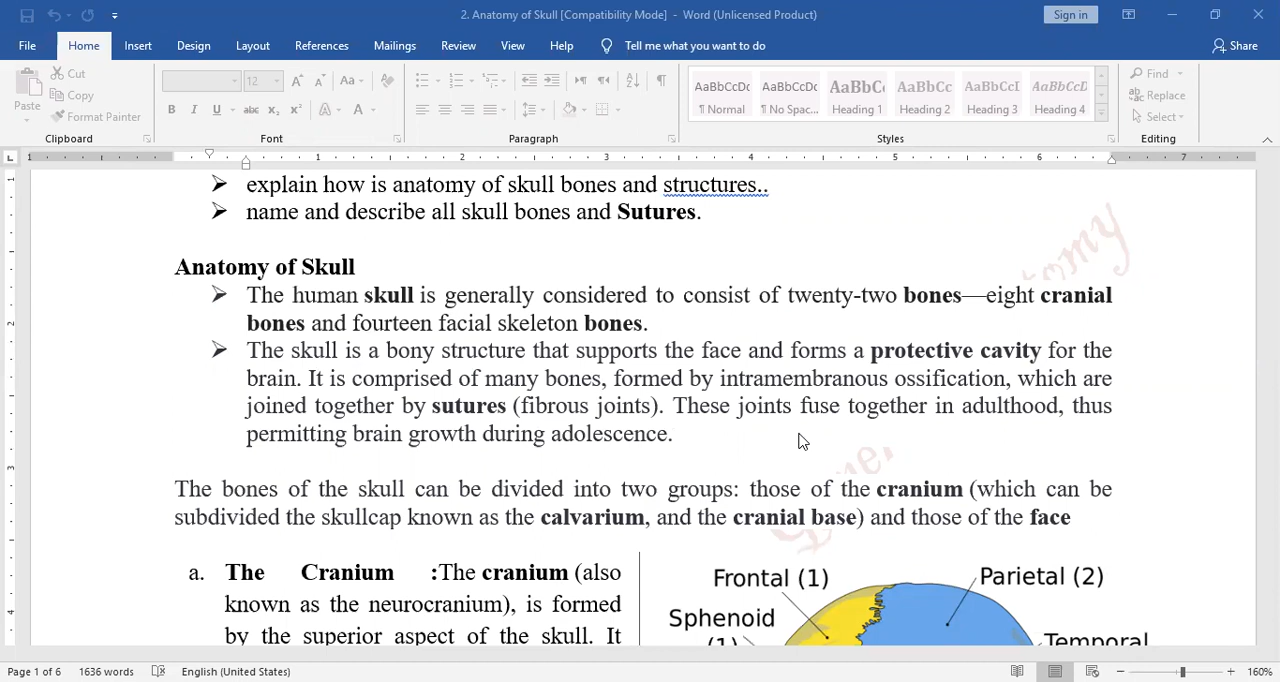 2. Anatomy of Skull [Compatibility Mode] - Word (Unlicensed Product)
Sign in
File Home Insert Design Layout References Mailings Review View Help Tell me what you want to do Share
Paste
Cut
Copy
Format Painter
12
AaBbCcDc AaBbCcDc AaBbC AaBbCc AaBbCcD AaBbCcD
¶ Normal ¶ No Spac... Heading 1 Heading 2 Heading 3 Heading 4
Find
Replace
Select
Clipboard Font Paragraph Styles Editing
1 1 2 3 4 5 6 7
explain how is anatomy of skull bones and structures..
name and describe all skull bones and Sutures.
Anatomy of Skull
The human skull is generally considered to consist of twenty-two bones—eight cranial
bones and fourteen facial skeleton bones.
The skull is a bony structure that supports the face and forms a protective cavity for the
brain. It is comprised of many bones, formed by intramembranous ossification, which are
joined together by sutures (fibrous joints). These joints fuse together in adulthood, thus
permitting brain growth during adolescence.
The bones of the skull can be divided into two groups: those of the cranium (which can be
subdivided the skullcap known as the calvarium, and the cranial base) and those of the face
a. The Cranium :The cranium (also
known as the neurocranium), is formed
by the superior aspect of the skull. It
Frontal (1)
Parietal (2)
Sphenoid
(1)
Temporal
Page 1 of 6 1636 words English (United States) 160%